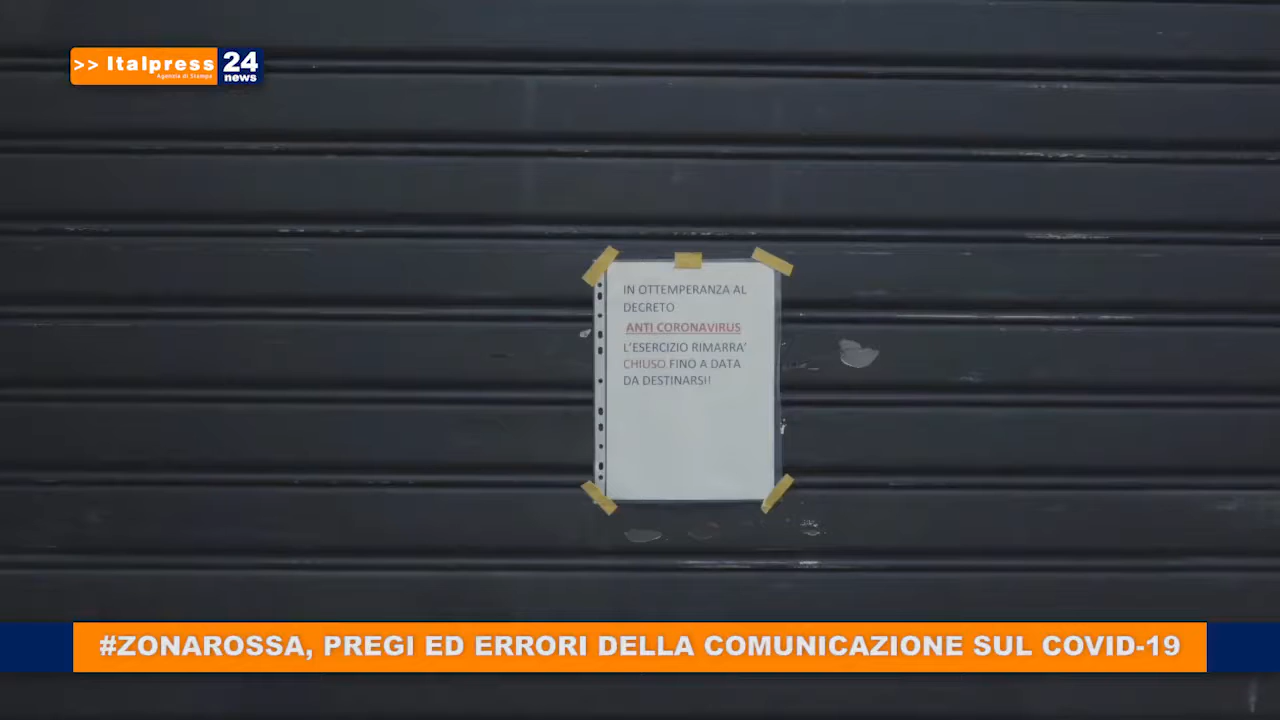 >> Italpress 24
Agenzia di Stampa news
IN OTTEMPERANZA AL
DECRETO
ANTI CORONAVIRUS
L'ESERCIZIO RIMARRA'
CHIUSO FINO A DATA
DA DESTINARSI!
#ZONAROSSA, PREGI ED ERRORI DELLA COMUNICAZIONE SUL COVID-19